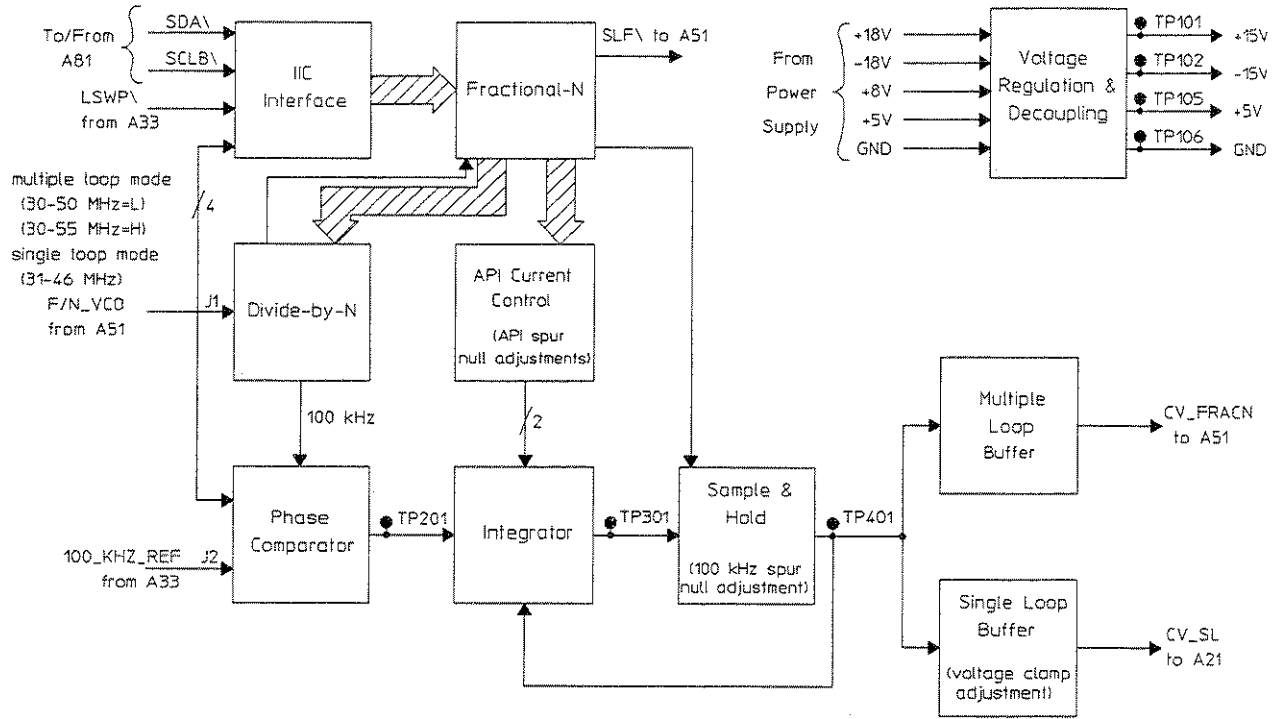 To/From
A81
SDA\
SCLB\
LSWP\
from A33
IIC
Interface
Fractional-N
SLF\ to A51
From
Power
Supply
+18V
-18V
+8V
+5V
GND
Voltage
Regulation &
Decoupling
TP101
+15V
TP102
-15V
TP105
+5V
TP106
GND
multiple loop mode
(30-50 MHz=L)
(30-55 MHz=H)
single loop mode
(31-46 MHz)
F/N_VCO
from A51
4
J1
Divide-by-N
API Current
Control
(API spur
null adjustments)
100 kHz
2
100_KHZ_REF
from A33
J2
Phase
Comparator
TP201
Integrator
TP301
Sample &
Hold
(100 kHz spur
null adjustment)
TP401
Multiple
Loop
Buffer
CV_FRACN
to A51
Single Loop
Buffer
(voltage clamp
adjustment)
CV_SL
to A21